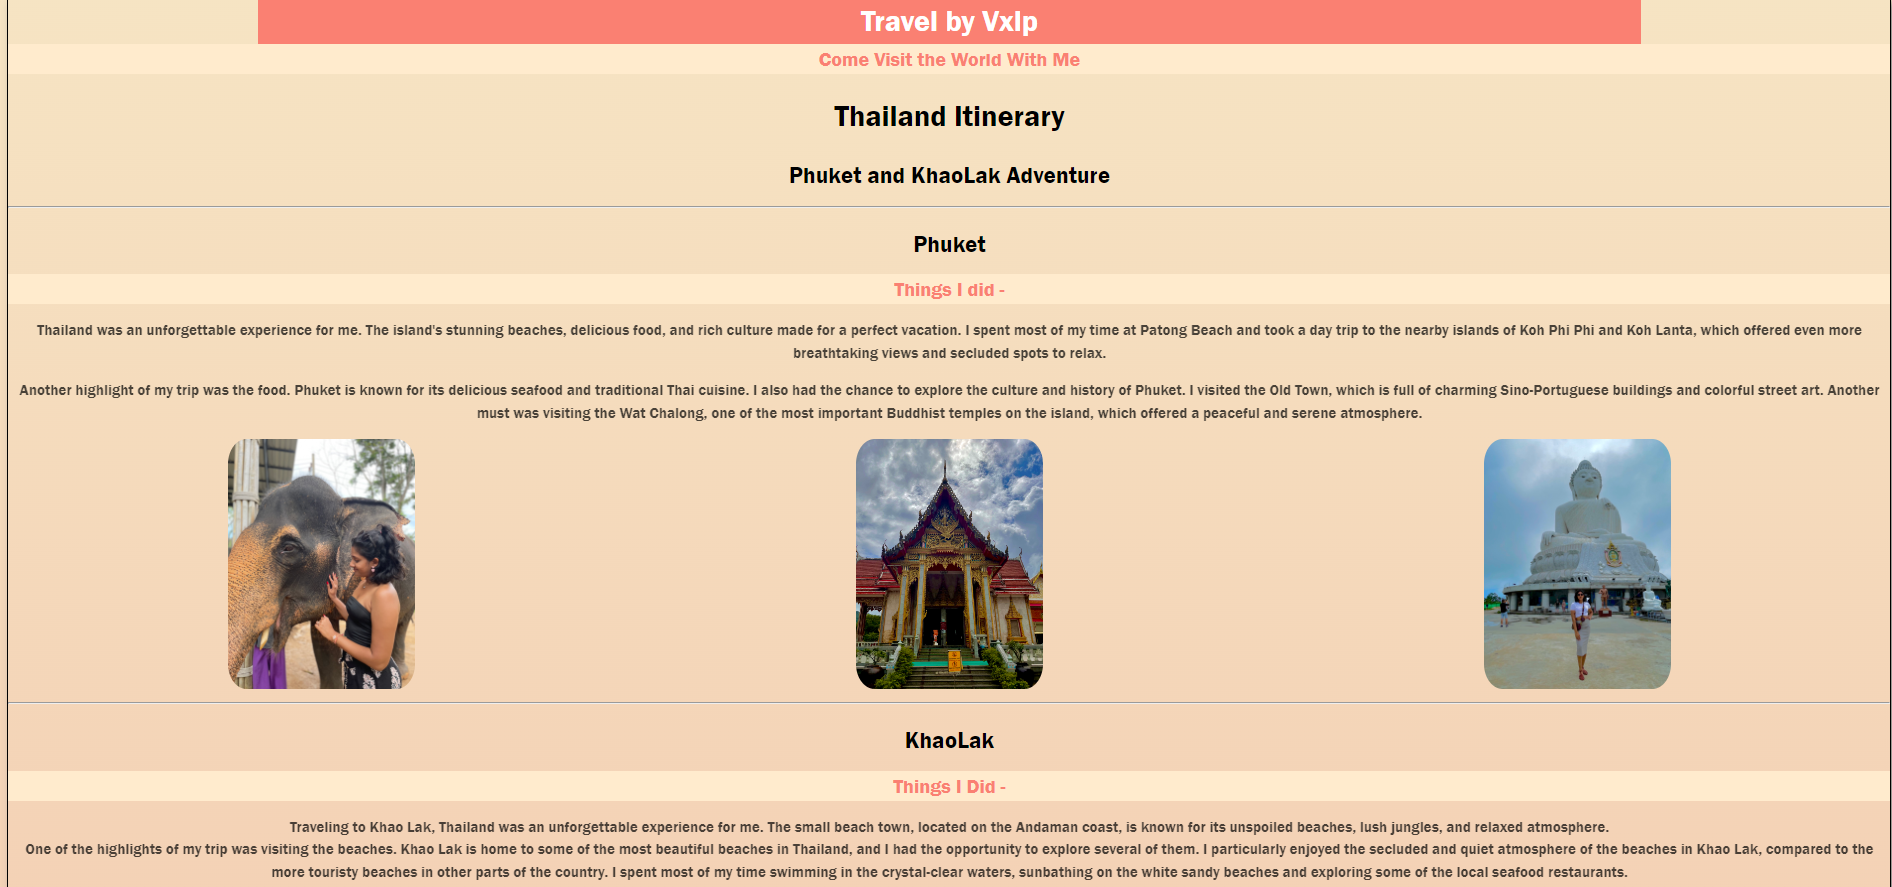 Travel by Vxlp
Come Visit the World With Me
Thailand Itinerary
Phuket and KhaoLak Adventure
Phuket
Things I did -
Thailand was an unforgettable experience for me. The island's stunning beaches, delicious food, and rich culture made for a perfect vacation. I spent most of my time at Patong Beach and took a day trip to the nearby islands of Koh Phi Phi and Koh Lanta, which offered even more
breathtaking views and secluded spots to relax.
Another highlight of my trip was the food. Phuket is known for its delicious seafood and traditional Thai cuisine. I also had the chance to explore the culture and history of Phuket. I visited the Old Town, which is full of charming Sino-Portuguese buildings and colorful street art. Another
must was visiting the Wat Chalong, one of the most important Buddhist temples on the island, which offered a peaceful and serene atmosphere.
KhaoLak
Things I Did -
Traveling to Khao Lak, Thailand was an unforgettable experience for me. The small beach town, located on the Andaman coast, is known for its unspoiled beaches, lush jungles, and relaxed atmosphere.
One of the highlights of my trip was visiting the beaches. Khao Lak is home to some of the most beautiful beaches in Thailand, and I had the opportunity to explore several of them. I particularly enjoyed the secluded and quiet atmosphere of the beaches in Khao Lak, compared to the
more touristy beaches in other parts of the country. I spent most of my time swimming in the crystal-clear waters, sunbathing on the white sandy beaches and exploring some of the local seafood restaurants.